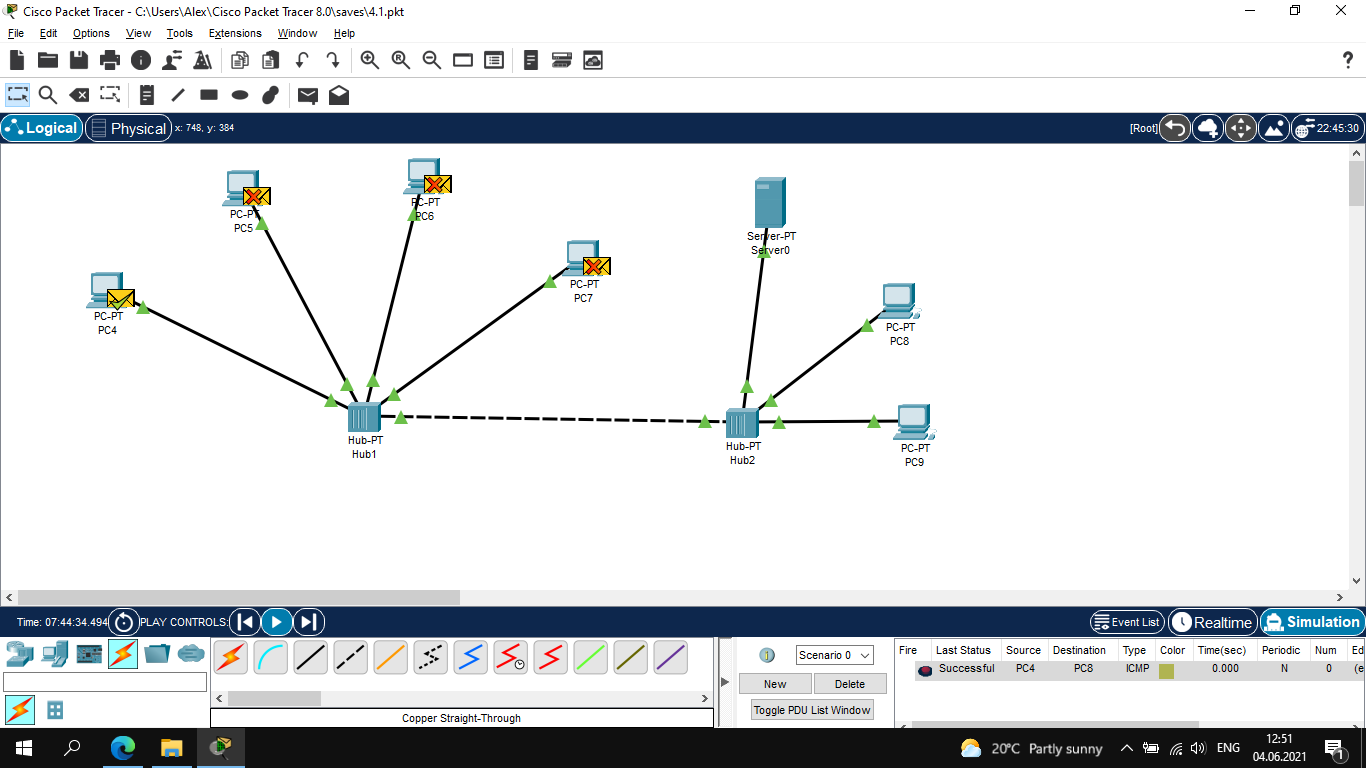 Cisco Packet Tracer - C:\Users\Alex\Cisco Packet Tracer 8.0\saves\4.1.pkt
File Edit Options View Tools Extensions Window Help
?
Logical Physical x: 748, y: 384 [Root] 22:45:30
PC-PT
PC5
PC-PT
PC6
Server-PT
Server0
PC-PT
PC7
PC-PT
PC4
PC-PT
PC8
Hub-PT
Hub1
Hub-PT
Hub2
PC-PT
PC9
Time: 07:44:34.494 PLAY CONTROLS: Event List Realtime Simulation
Scenario 0
New Delete
Toggle PDU List Window
Fire Last Status Source Destination Type Color Time(sec) Periodic Num Ed
Successful PC4 PC8 ICMP 0.000 N 0 (e
Copper Straight-Through
20°C Partly sunny ENG 12:51
04.06.2021 1